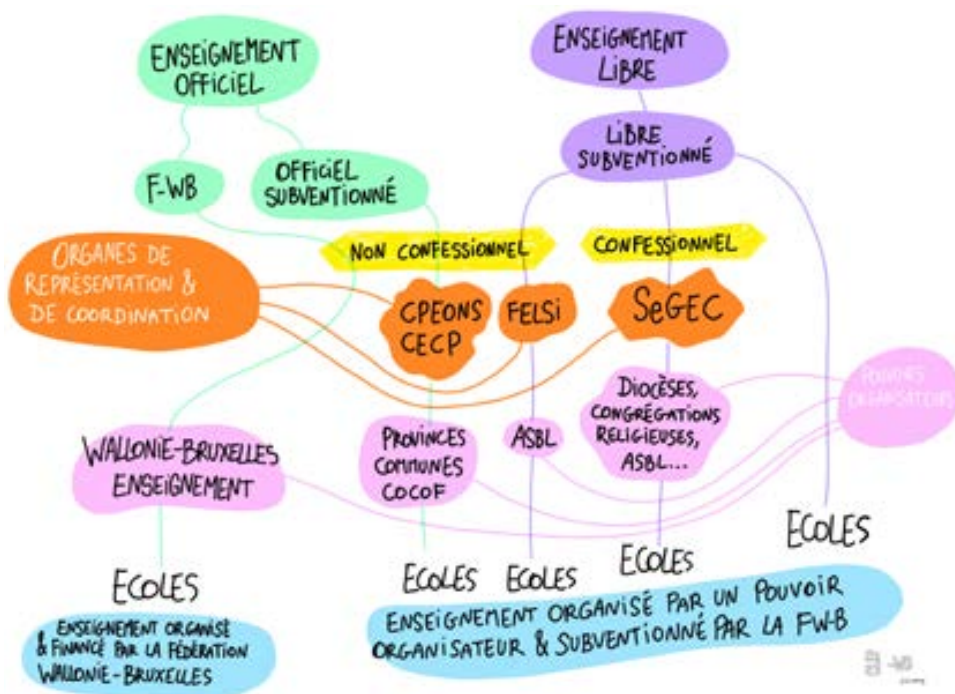 ENSEIGNEMENT
OFFICIEL
ENSEIGNEMENT
LIBRE
F-WB
OFFICIEL
SUBVENTIONNÉ
LIBRE
SUBVENTIONNÉ
NON CONFESSIONNEL
CONFESSIONNEL
ORGANES DE
REPRÉSENTATION &
DE COORDINATION
CPEONS
CECP
FELSi
SeGEC
POUVOIRS
ORGANISATEURS
WALLONIE-BRUXELLES
ENSEIGNEMENT
PROVINCES
COMMUNES
COCOF
ASBL
DIOCÈSES,
CONGRÉGATIONS
RELIGIEUSES,
ASBL...
ECOLES
ECOLES
ECOLES
ECOLES
ECOLES
ENSEIGNEMENT ORGANISÉ
& FINANCÉ PAR LA FÉDÉRATION
WALLONIE-BRUXELLES
ENSEIGNEMENT ORGANISÉ PAR UN POUVOIR
ORGANISATEUR & SUBVENTIONNÉ PAR LA FW-B